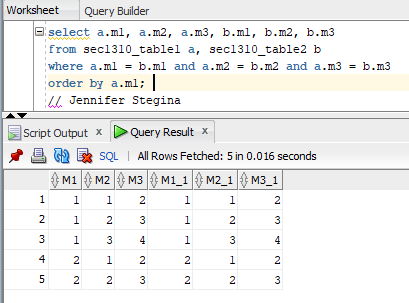 Worksheet Query Builder
select a.m1, a.m2, a.m3, b.m1, b.m2, b.m3
from sec1310_table1 a, sec1310_table2 b
where a.m1 = b.m1 and a.m2 = b.m2 and a.m3 = b.m3
order by a.m1;
// Jennifer Stegina
Script Output x Query Result x
SQL | All Rows Fetched: 5 in 0.016 seconds
M1 M2 M3 M1_1 M2_1 M3_1
1 1 1 2 1 1 2
2 1 2 3 1 2 3
3 1 3 4 1 3 4
4 2 1 2 2 1 2
5 2 2 3 2 2 3